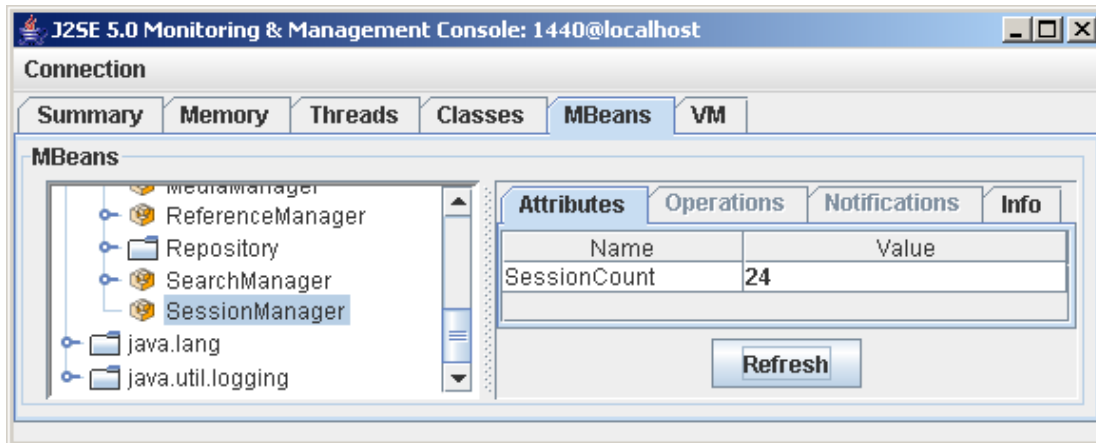 J2SE 5.0 Monitoring & Management Console: 1440@localhost
Connection
Summary Memory Threads Classes MBeans VM
MBeans
MediaManager
ReferenceManager
Repository
SearchManager
SessionManager
java.lang
java.util.logging
Attributes Operations Notifications Info
Name Value
SessionCount 24
Refresh